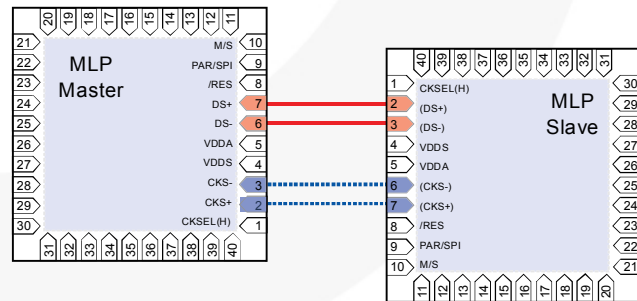 20 19 18 17 16 15 14 13 12 11
21 M/S 10
22 MLP PAR/SPI 9
23 Master /RES 8
24 DS+ 7
25 DS- 6
26 VDDA 5
27 VDDS 4
28 CKS- 3
29 CKS+ 2
30 CKSEL(H) 1
31 32 33 34 35 36 37 38 39 40
40 39 38 37 36 35 34 33 32 31
1 CKSEL(H) 30
2 (DS+) MLP 29
3 (DS-) Slave 28
4 VDDS 27
5 VDDA 26
6 (CKS-) 25
7 (CKS+) 24
8 /RES 23
9 PAR/SPI 22
10 M/S 21
11 12 13 14 15 16 17 18 19 20